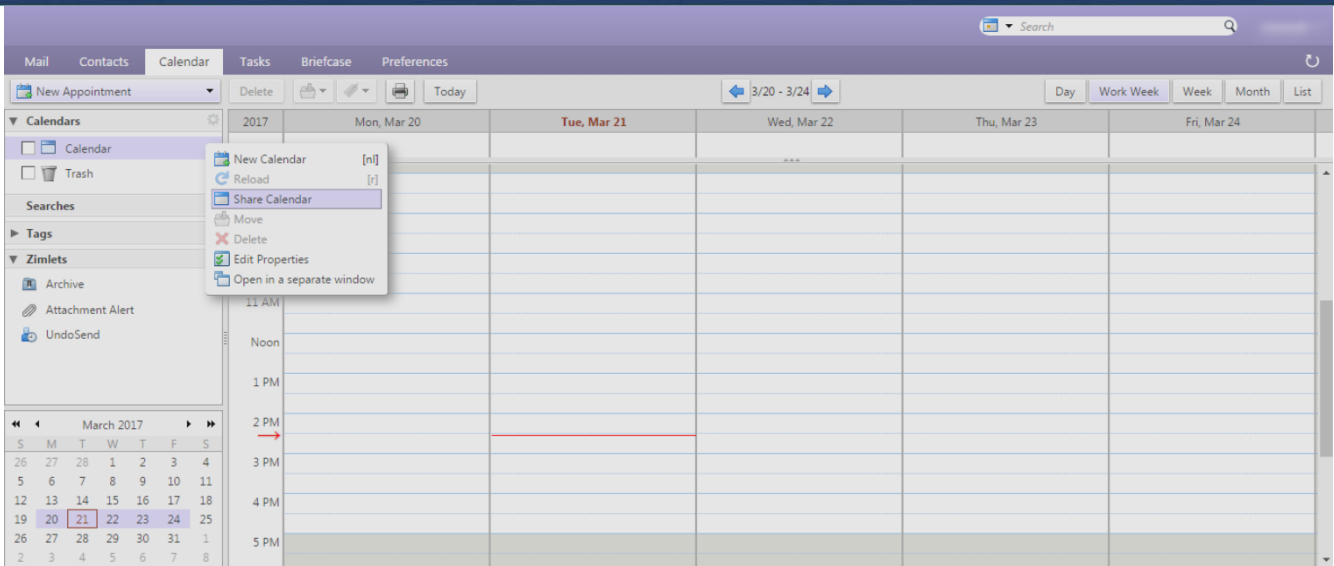 Search
Mail Contacts Calendar Tasks Briefcase Preferences
New Appointment Delete Today 3/20 - 3/24 Day Work Week Week Month List
Calendars 2017 Mon, Mar 20 Tue, Mar 21 Wed, Mar 22 Thu, Mar 23 Fri, Mar 24
Calendar
Trash
Searches
Tags
Zimlets
Archive
Attachment Alert
UndoSend
New Calendar [nl]
Reload [r]
Share Calendar
Move
Delete
Edit Properties
Open in a separate window
11 AM
Noon
1 PM
2 PM
3 PM
4 PM
5 PM
March 2017
S M T W T F S
26 27 28 1 2 3 4
5 6 7 8 9 10 11
12 13 14 15 16 17 18
19 20 21 22 23 24 25
26 27 28 29 30 31 1
2 3 4 5 6 7 8